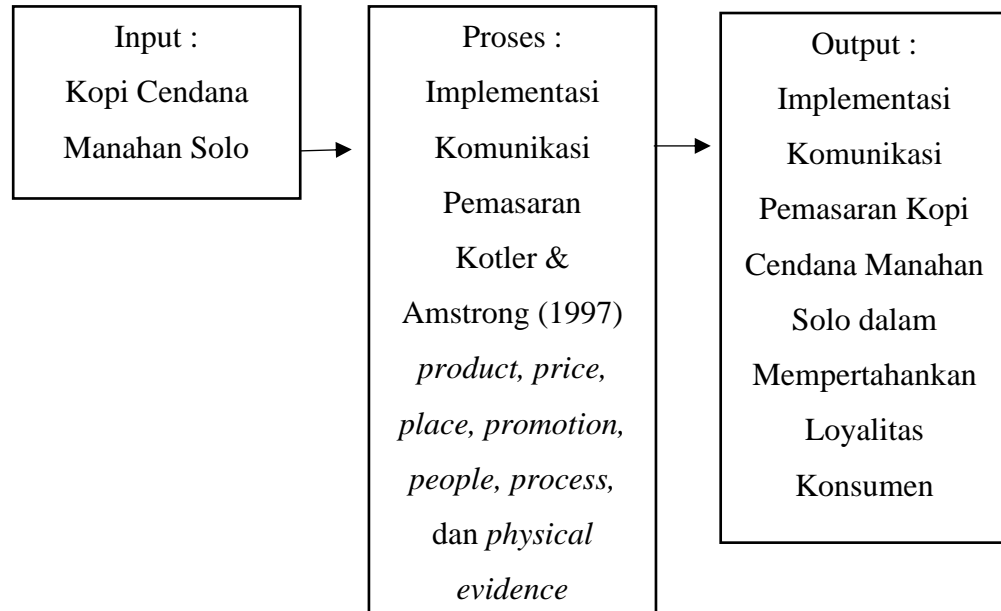 Input :
Kopi Cendana
Manahan Solo
Proses :
Implementasi
Komunikasi
Pemasaran
Kotler &
Amstrong (1997)
product, price,
place, promotion,
people, process,
dan physical
evidence
Output :
Implementasi
Komunikasi
Pemasaran Kopi
Cendana Manahan
Solo dalam
Mempertahankan
Loyalitas
Konsumen